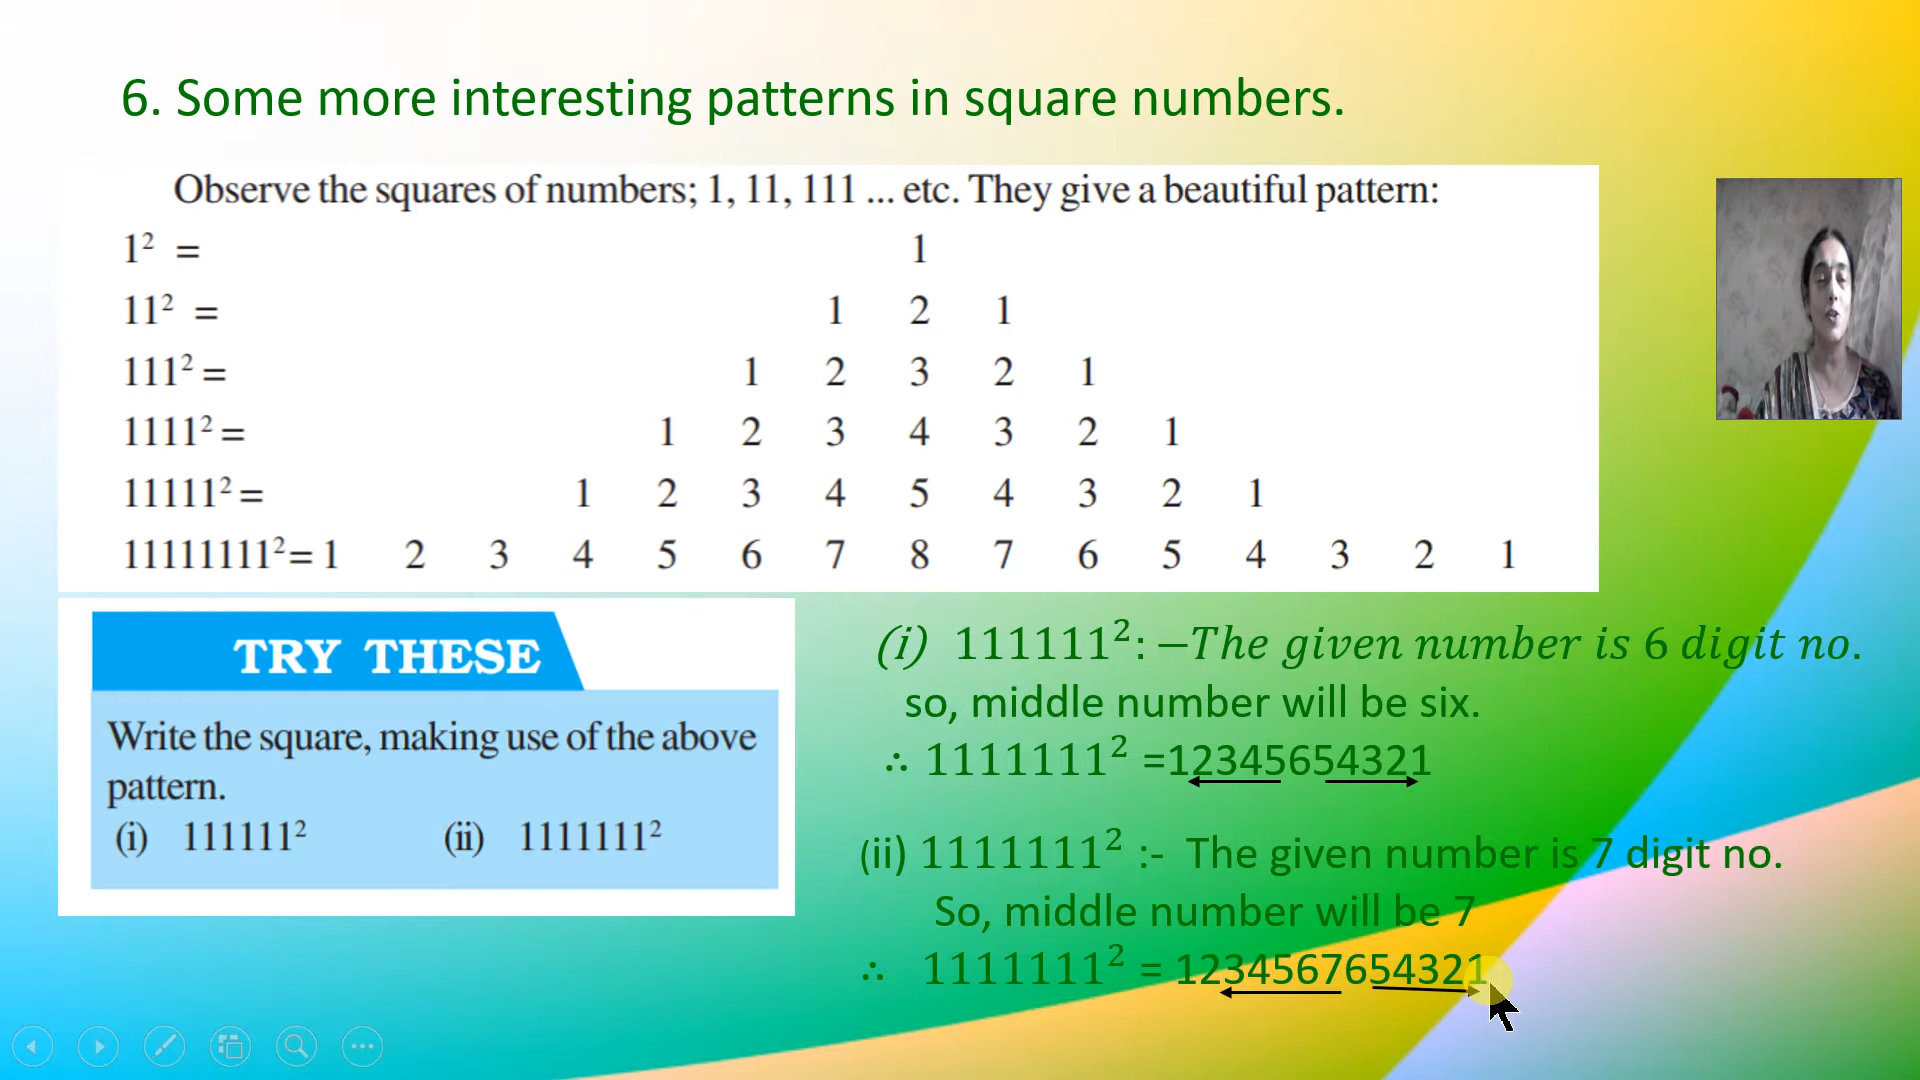 6. Some more interesting patterns in square numbers.
Observe the squares of numbers; 1, 11, 111 ... etc. They give a beautiful pattern:
1² = 1
11² = 1 2 1
111² = 1 2 3 2 1
1111² = 1 2 3 4 3 2 1
11111² = 1 2 3 4 5 4 3 2 1
11111111² = 1 2 3 4 5 6 7 8 7 6 5 4 3 2 1
TRY THESE
Write the square, making use of the above
pattern.
(i) 111111² (ii) 1111111²
(i) 111111² : −The given number is 6 digit no.
so, middle number will be six.
∴ 1111111² =12345654321
(ii) 1111111² :- The given number is 7 digit no.
So, middle number will be 7
∴ 1111111² = 1234567654321